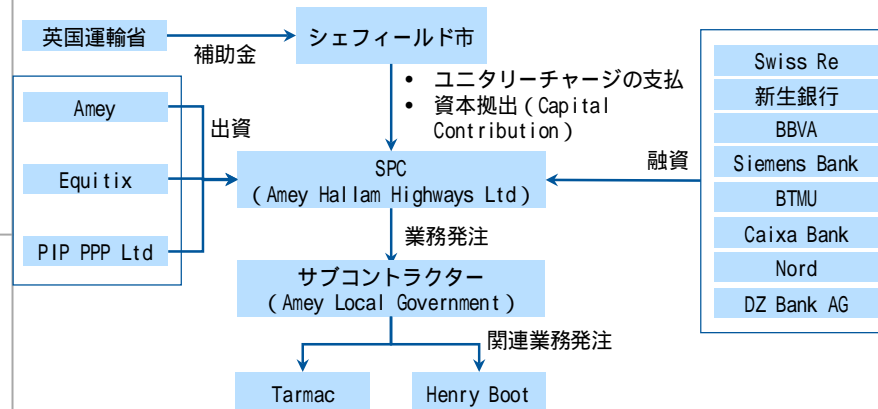 英国運輸省
補助金
シェフィールド市
• ユニタリーチャージの支払
• 資本拠出（Capital
Contribution）
Amey
Equitix
PIP PPP Ltd
出資
SPC
（Amey Hallam Highways Ltd）
融資
Swiss Re
新生銀行
BBVA
Siemens Bank
BTMU
Caixa Bank
Nord
DZ Bank AG
業務発注
サブコントラクター
（Amey Local Government）
関連業務発注
Tarmac
Henry Boot